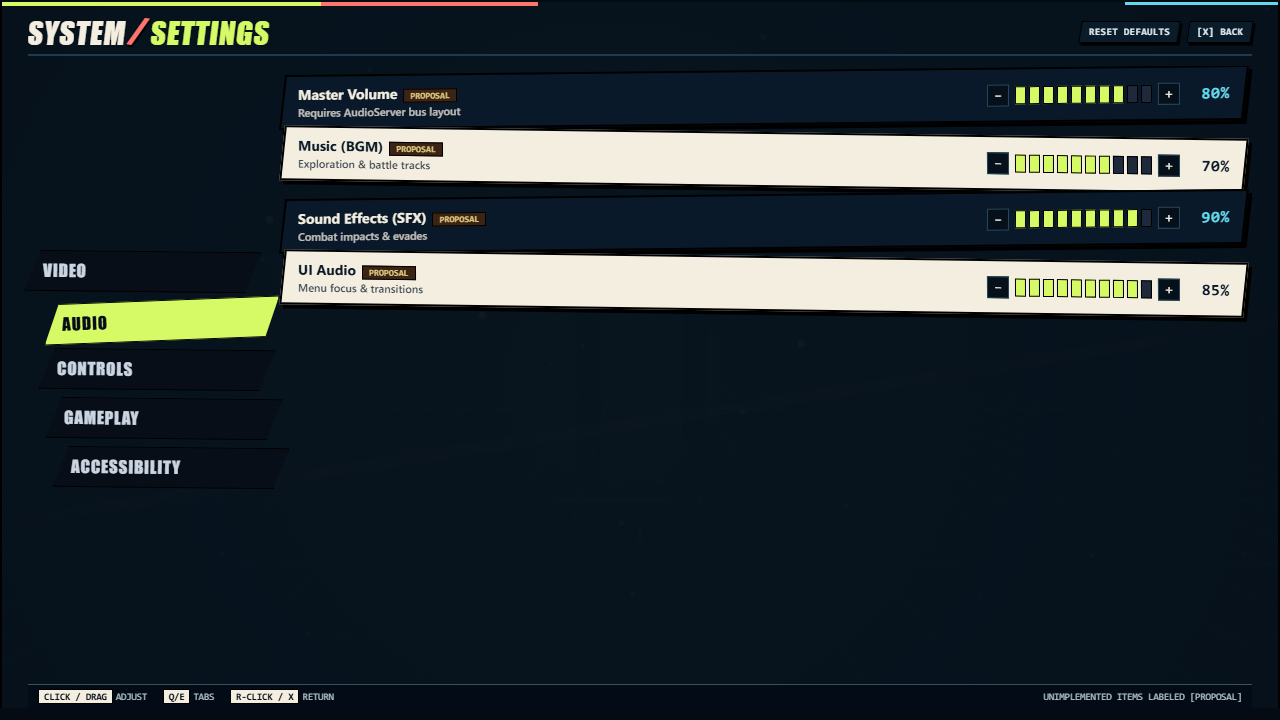 SYSTEM/SETTINGS
RESET DEFAULTS
[X] BACK
Master Volume PROPOSAL
Requires AudioServer bus layout
− + 80%
Music (BGM) PROPOSAL
Exploration & battle tracks
− + 70%
Sound Effects (SFX) PROPOSAL
Combat impacts & evades
− + 90%
UI Audio PROPOSAL
Menu focus & transitions
− + 85%
VIDEO
AUDIO
CONTROLS
GAMEPLAY
ACCESSIBILITY
CLICK / DRAG ADJUST Q/E TABS R-CLICK / X RETURN
UNIMPLEMENTED ITEMS LABELED [PROPOSAL]